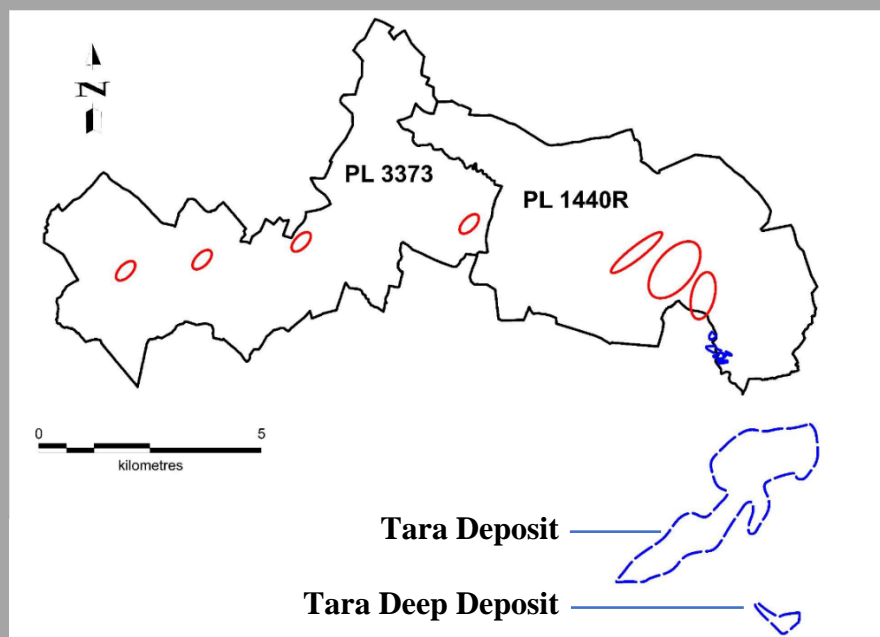 N
PL 3373
PL 1440R
0 5
kilometres
Tara Deposit
Tara Deep Deposit